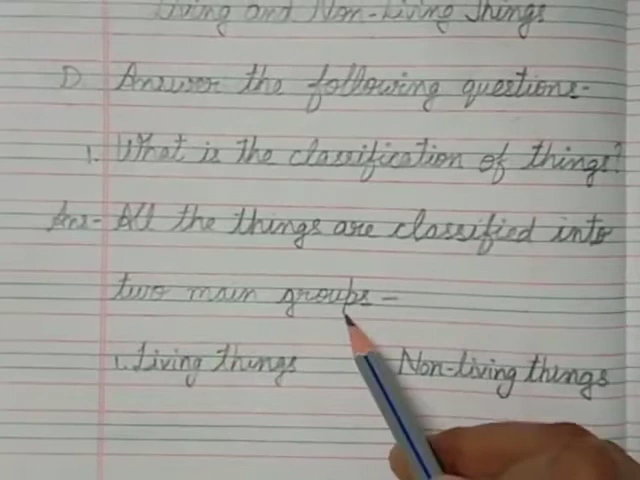 Living and Non-Living Things
D. Answer the following questions-
1. What is the classification of things?
Ans- All the things are classified into
two main groups-
1. Living things Non-living things